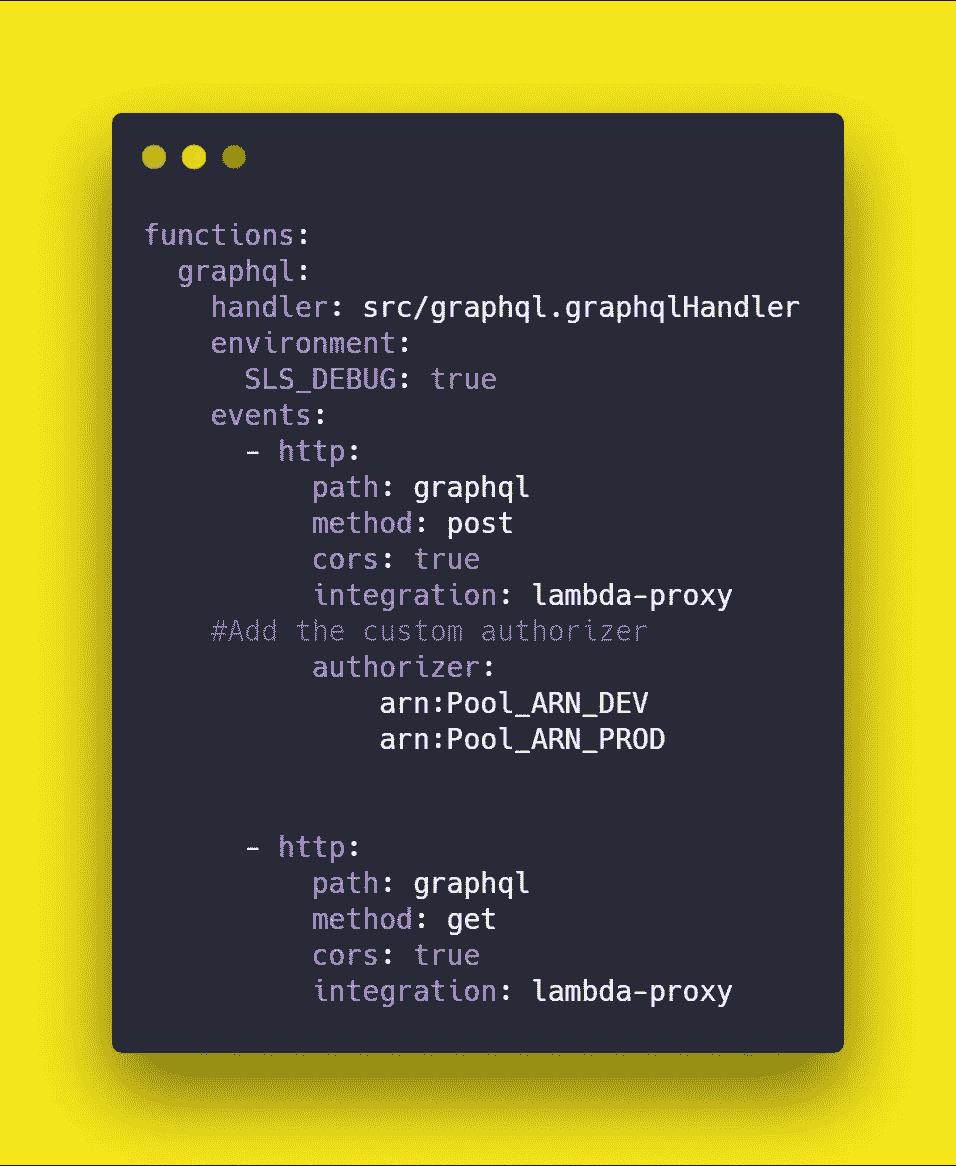 functions:
  graphql:
    handler: src/graphql.graphqlHandler
    environment:
      SLS_DEBUG: true
    events:
      - http:
          path: graphql
          method: post
          cors: true
          integration: lambda-proxy
    #Add the custom authorizer
          authorizer:
              arn:Pool_ARN_DEV
              arn:Pool_ARN_PROD
      - http:
          path: graphql
          method: get
          cors: true
          integration: lambda-proxy